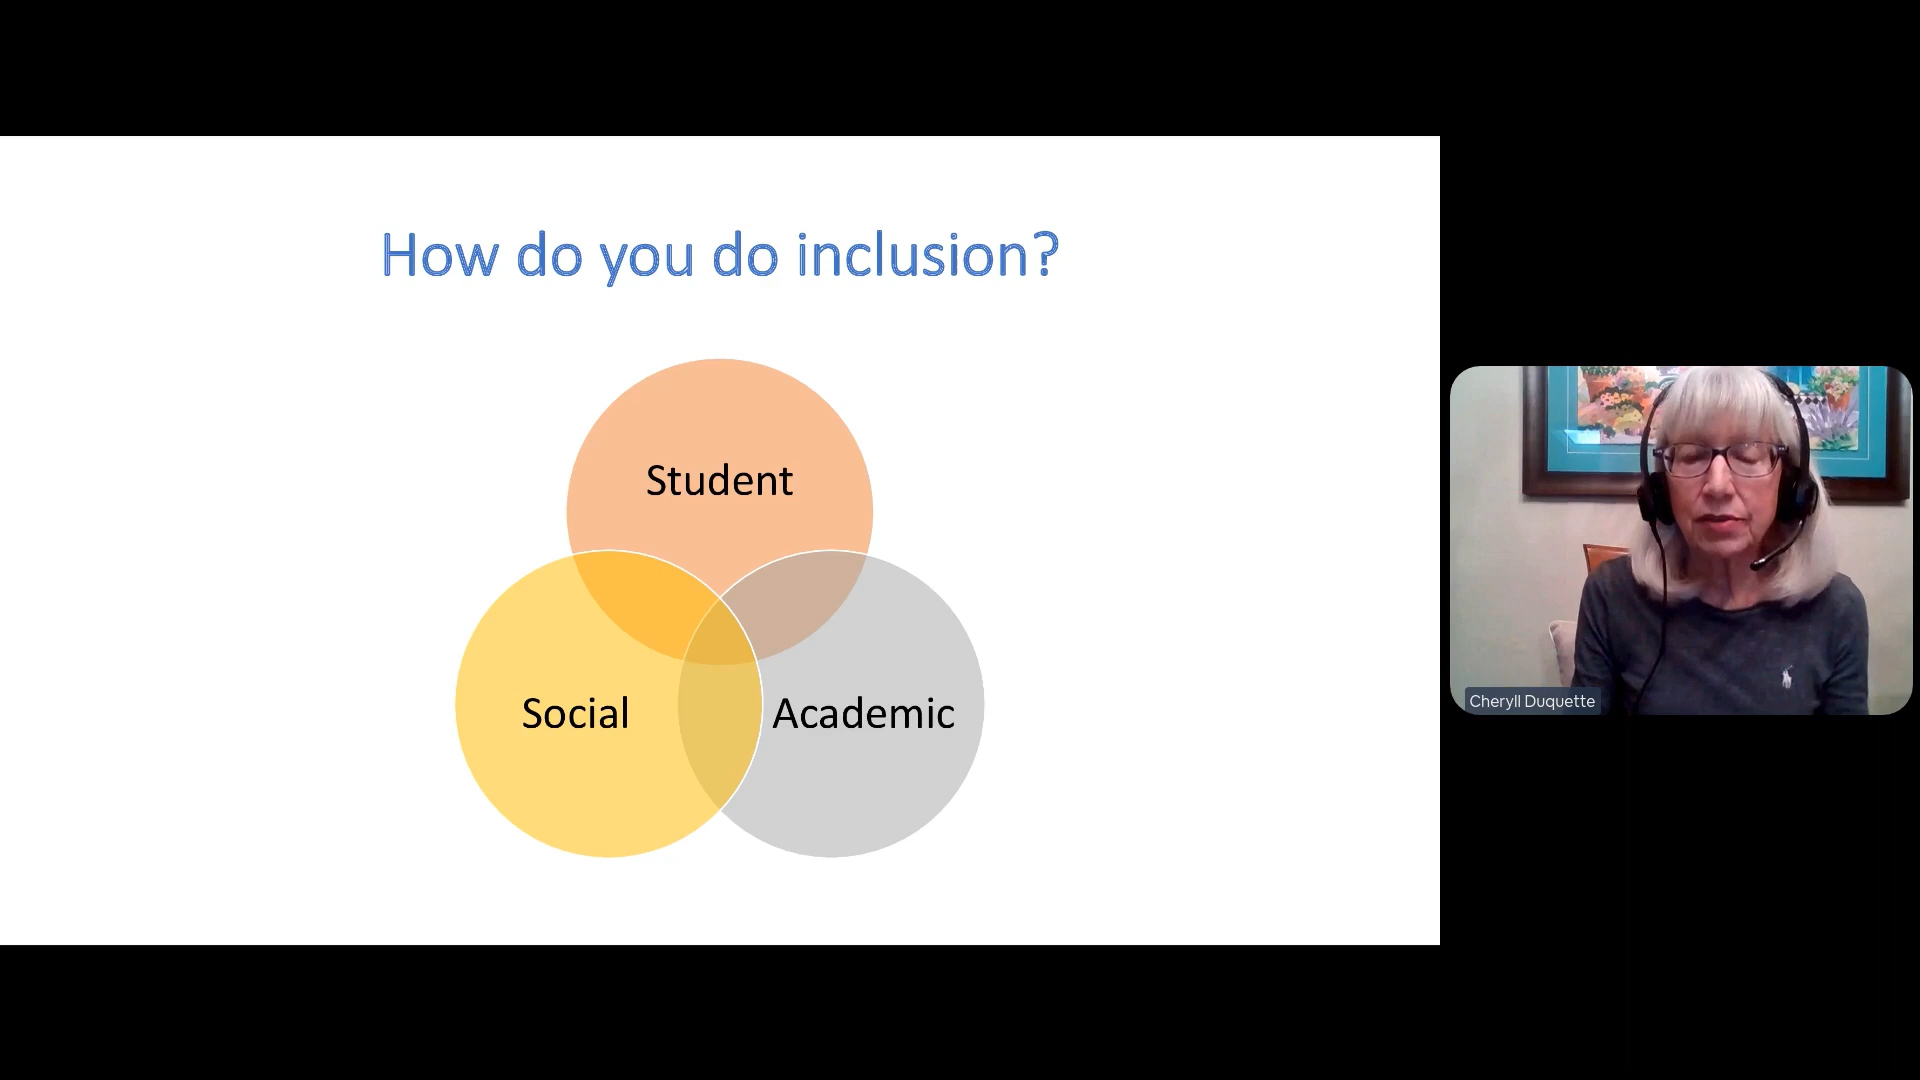 How do you do inclusion?
Student
Social
Academic
Cheryll Duquette